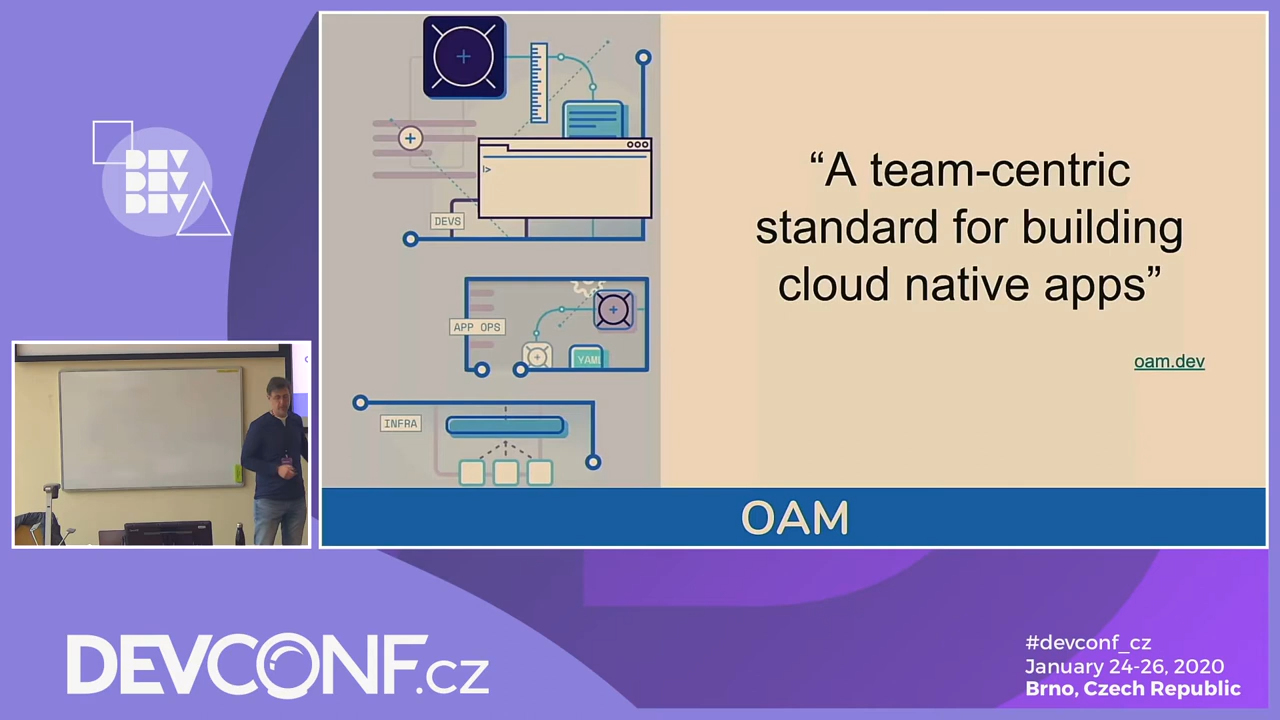 DEV
DEV
DEV
DEVS
APP OPS
YAML
INFRA
“A team-centric
standard for building
cloud native apps”
oam.dev
OAM
DEVCONF.cz
#devconf_cz
January 24-26, 2020
Brno, Czech Republic